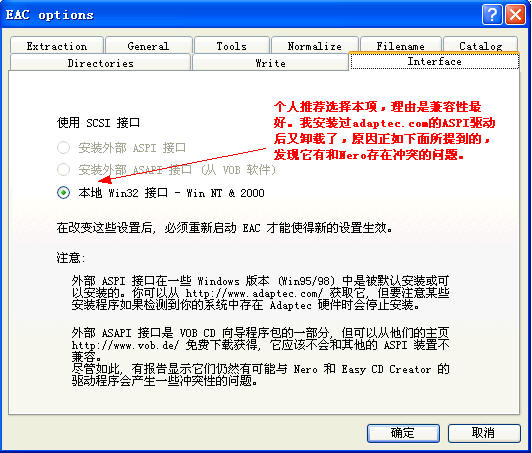 EAC options
Extraction General Tools Normalize Filename Catalog
Directories Write Interface
个人推荐选择本项，理由是兼容性最
好。我安装过adaptec.com的ASPI驱动
后又卸载了，原因正如下面所提到的，
发现它有和Nero存在冲突的问题。
使用 SCSI 接口
安装外部 ASPI 接口
安装外部 ASAPI 接口 (从 VOB 软件)
本地 Win32 接口 - Win NT & 2000
在改变这些设置后, 必须重新启动 EAC 才能使得新的设置生效。
注意:
外部 ASPI 接口在一些 Windows 版本 (Win95/98) 中是被默认安装或可
以安装的。你可以从 http://www.adaptec.com/ 获取它, 但要注意某些
安装程序如果检测到你的系统中存在 Adaptec 硬件时会停止安装。
外部 ASAPI 接口是 VOB CD 向导程序包的一部分, 但可以从他们的主页
http://www.vob.de/ 免费下载获得, 它应该不会和其他的 ASPI 装置不
兼容。
尽管如此, 有报告显示它们仍然有可能与 Nero 和 Easy CD Creator 的
驱动程序会产生一些冲突性的问题。
确定 取消